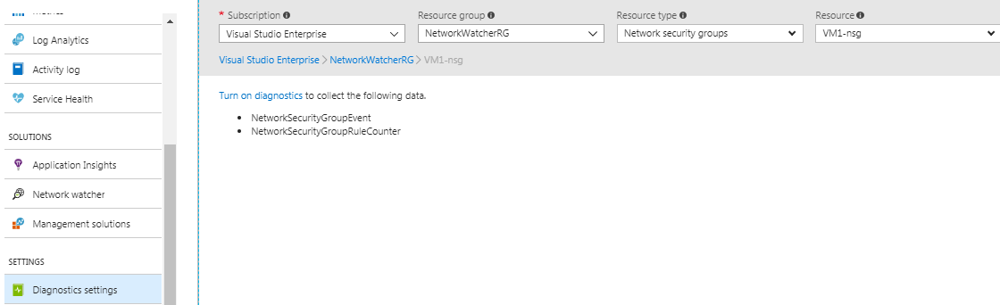 Metrics
Log Analytics
Activity log
Service Health
SOLUTIONS
Application Insights
Network watcher
Management solutions
SETTINGS
Diagnostics settings
* Subscription
Visual Studio Enterprise
Resource group
NetworkWatcherRG
Resource type
Network security groups
Resource
VM1-nsg
Visual Studio Enterprise > NetworkWatcherRG > VM1-nsg
Turn on diagnostics to collect the following data.
• NetworkSecurityGroupEvent
• NetworkSecurityGroupRuleCounter